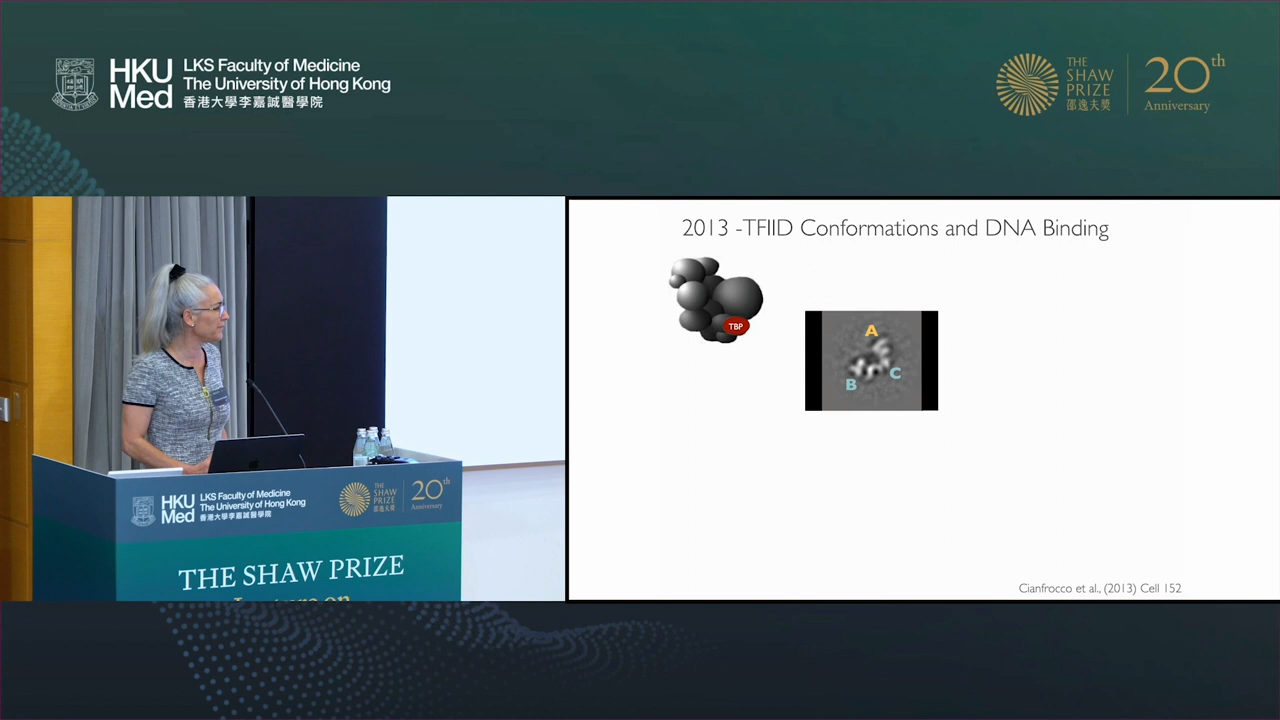 HKU
Med
LKS Faculty of Medicine
The University of Hong Kong
香港大學李嘉誠醫學院
THE
SHAW
PRIZE
邵逸夫獎
20th
Anniversary
2013 -TFIID Conformations and DNA Binding
TBP
A
B
C
Cianfrocco et al., (2013) Cell 152
HKU
Med
LKS Faculty of Medicine
The University of Hong Kong
香港大學李嘉誠醫學院
THE
SHAW
PRIZE
邵逸夫獎
20th
Anniversary
THE SHAW PRIZE
Lecture on